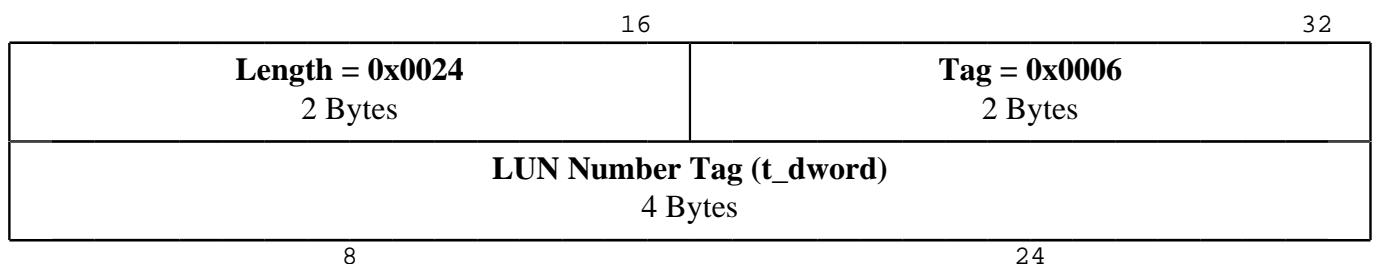 16 32
Length = 0x0024 Tag = 0x0006
2 Bytes 2 Bytes
LUN Number Tag (t_dword)
4 Bytes
8 24